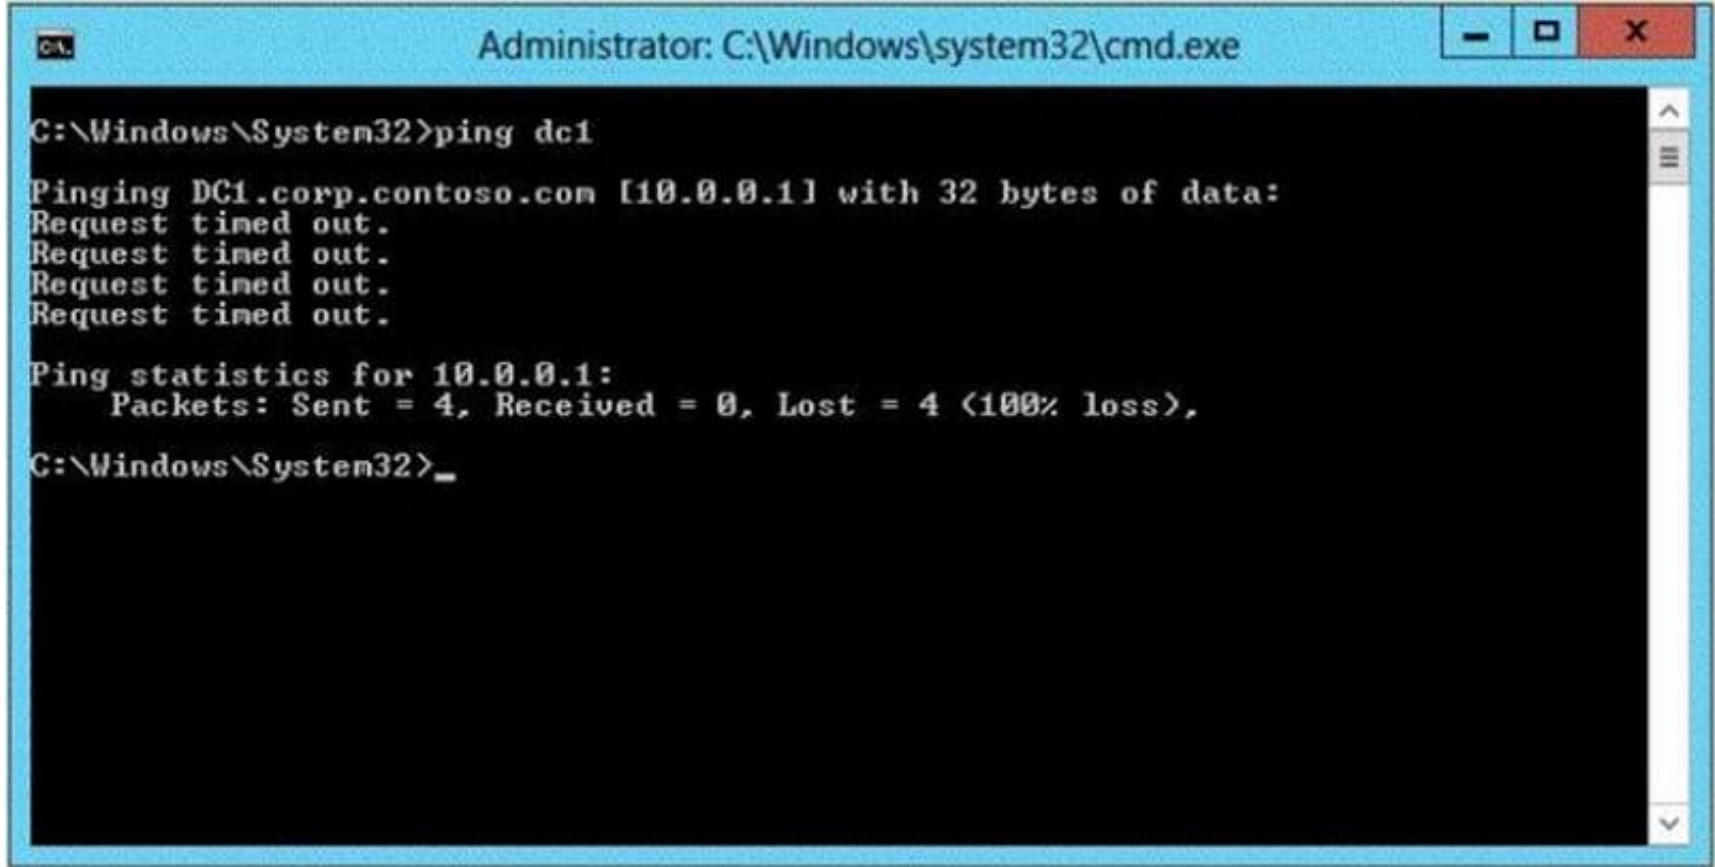 Administrator: C:\Windows\system32\cmd.exe
C:\Windows\System32>ping dc1
Pinging DC1.corp.contoso.com [10.0.0.1] with 32 bytes of data:
Request timed out.
Request timed out.
Request timed out.
Request timed out.
Ping statistics for 10.0.0.1:
    Packets: Sent = 4, Received = 0, Lost = 4 (100% loss),
C:\Windows\System32>_